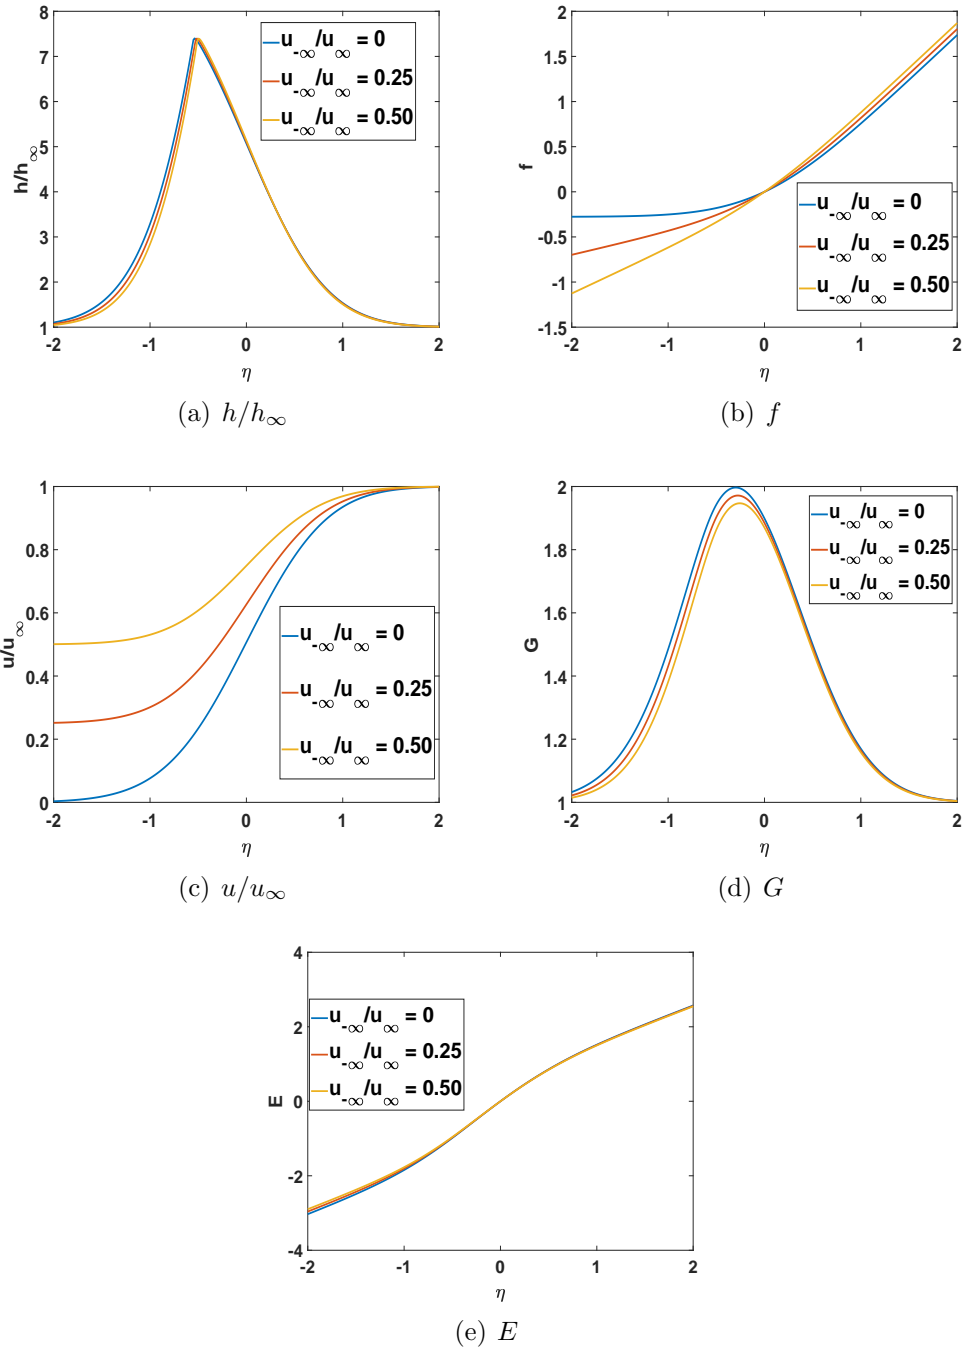 h/h∞
8
7
6
5
4
3
2
1
-2 -1 0 1 2
η
u-∞/u∞ = 0
u-∞/u∞ = 0.25
u-∞/u∞ = 0.50
(a) h/h∞
f
2
1.5
1
0.5
0
-0.5
-1
-1.5
-2 -1 0 1 2
η
u-∞/u∞ = 0
u-∞/u∞ = 0.25
u-∞/u∞ = 0.50
(b) f
u/u∞
1
0.8
0.6
0.4
0.2
0
-2 -1 0 1 2
η
u-∞/u∞ = 0
u-∞/u∞ = 0.25
u-∞/u∞ = 0.50
(c) u/u∞
G
2
1.8
1.6
1.4
1.2
1
-2 -1 0 1 2
η
u-∞/u∞ = 0
u-∞/u∞ = 0.25
u-∞/u∞ = 0.50
(d) G
E
4
2
0
-2
-4
-2 -1 0 1 2
η
u-∞/u∞ = 0
u-∞/u∞ = 0.25
u-∞/u∞ = 0.50
(e) E